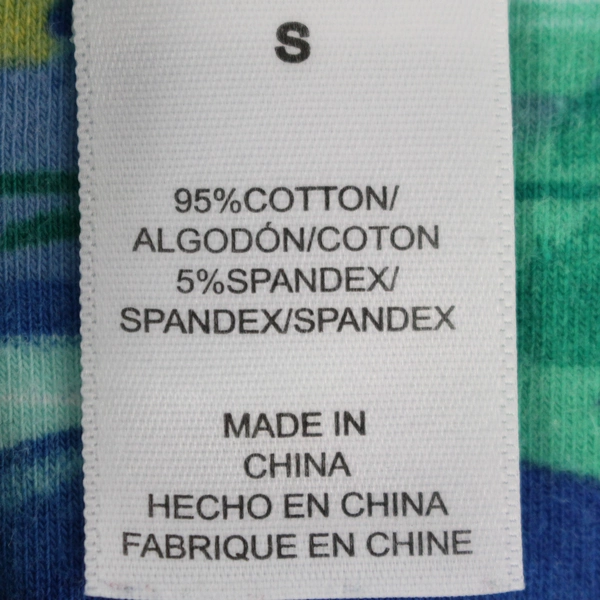 S
95%COTTON/
ALGODÓN/COTON
5%SPANDEX/
SPANDEX/SPANDEX
MADE IN
CHINA
HECHO EN CHINA
FABRIQUE EN CHINE